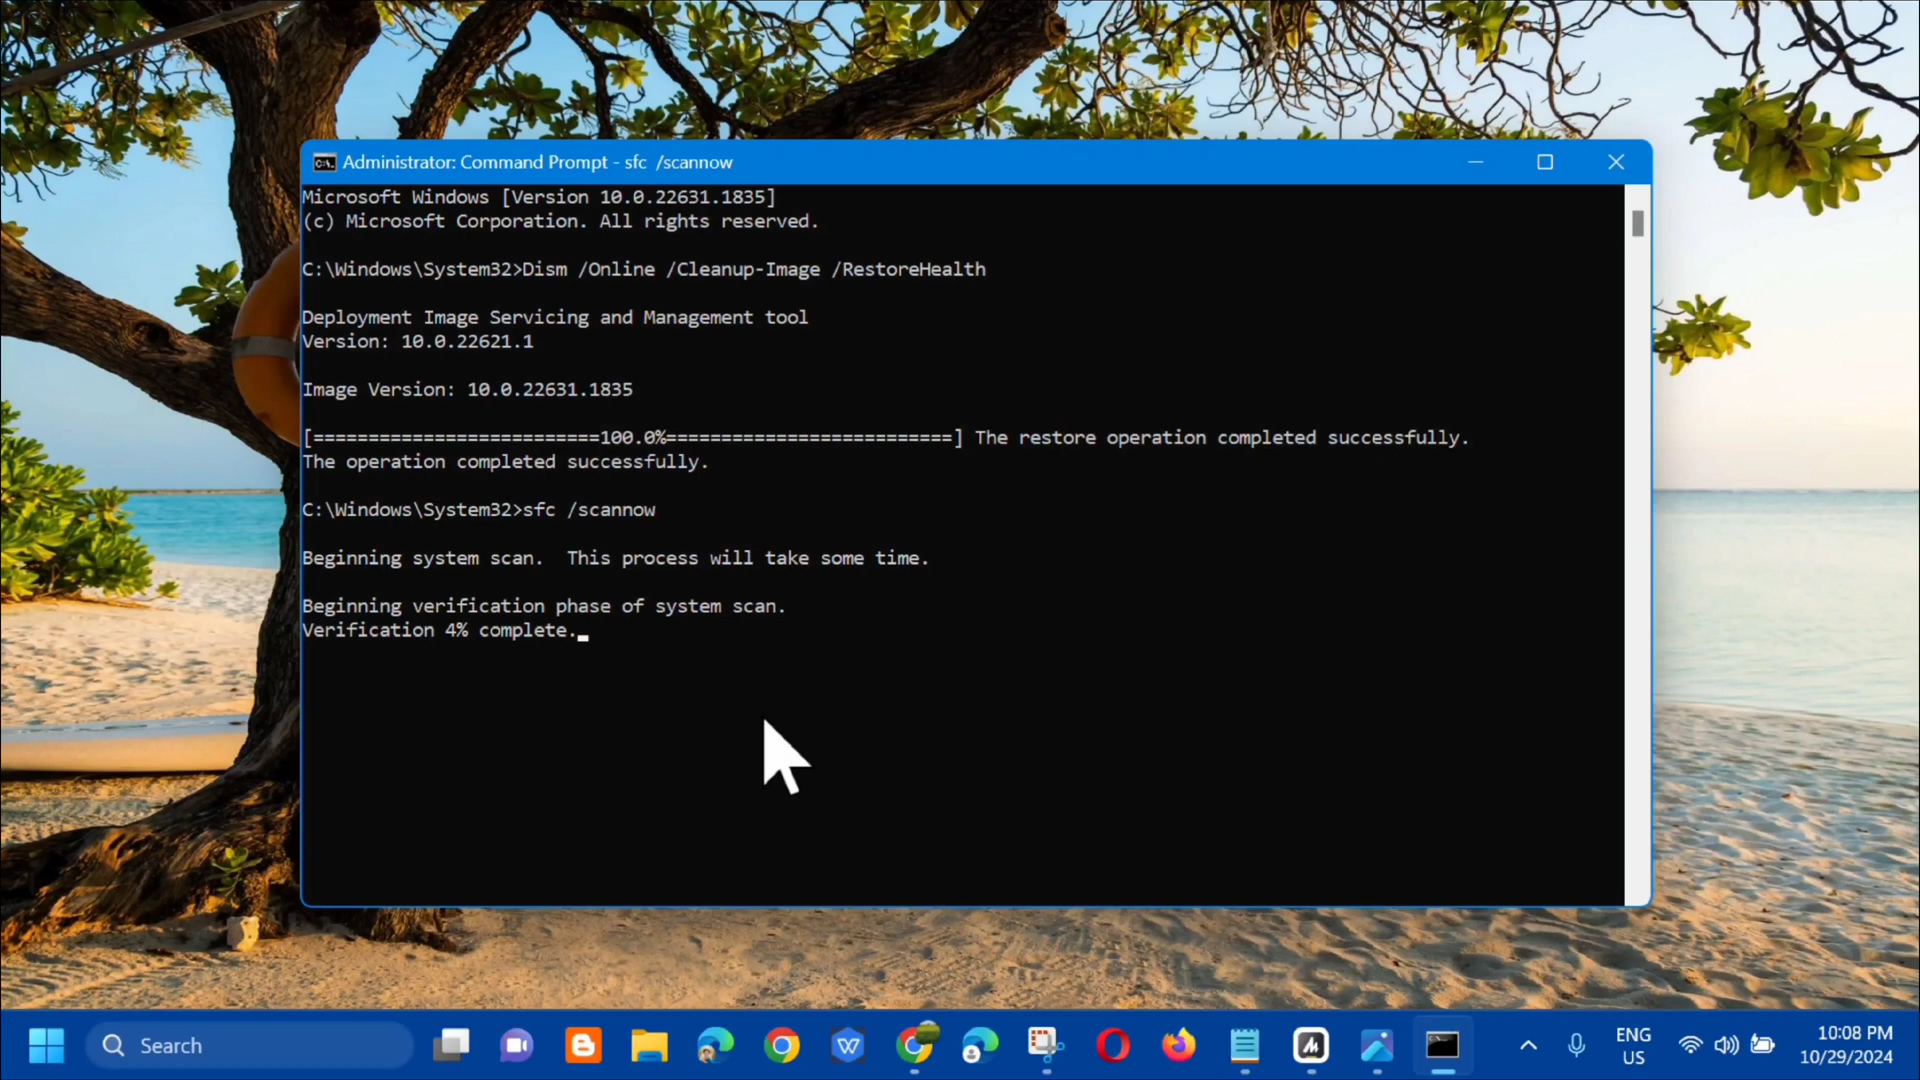 Administrator: Command Prompt - sfc  /scannow
Microsoft Windows [Version 10.0.22631.1835]
(c) Microsoft Corporation. All rights reserved.
C:\Windows\System32>Dism /Online /Cleanup-Image /RestoreHealth
Deployment Image Servicing and Management tool
Version: 10.0.22621.1
Image Version: 10.0.22631.1835
[==========================100.0%==========================] The restore operation completed successfully.
The operation completed successfully.
C:\Windows\System32>sfc /scannow
Beginning system scan.  This process will take some time.
Beginning verification phase of system scan.
Verification 4% complete.
Search
ENG
US
10:08 PM
10/29/2024